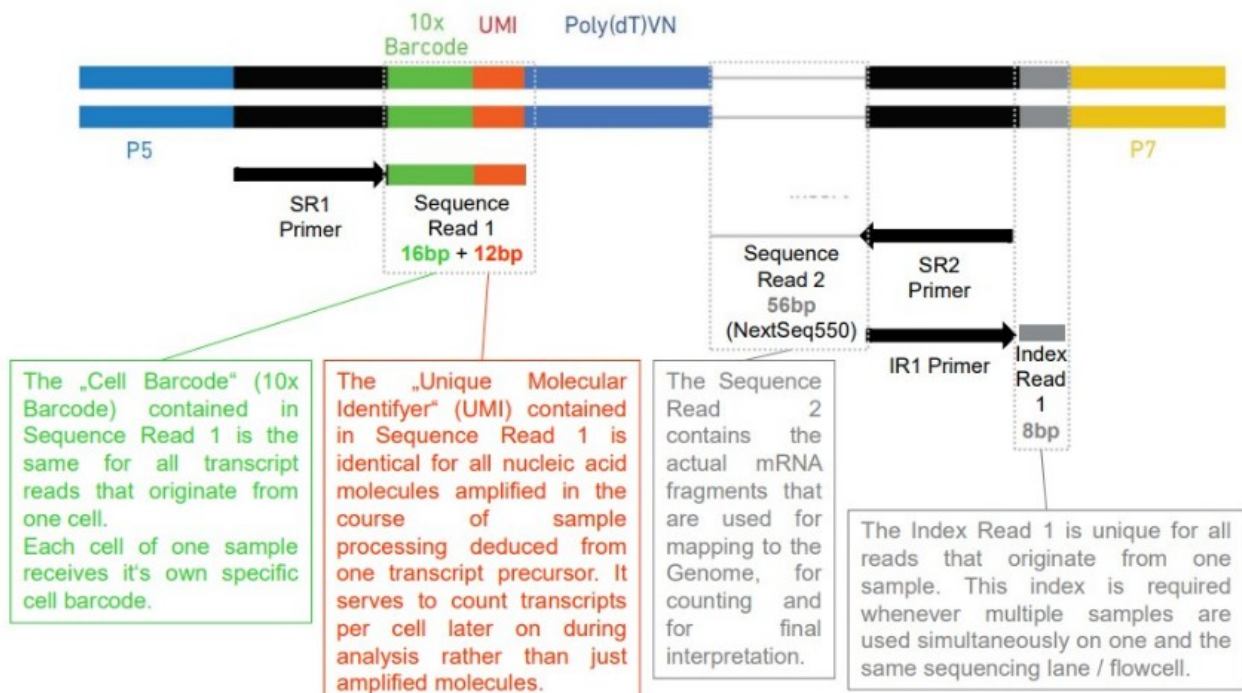 10x
Barcode
UMI
Poly(dT)VN
P5
P7
SR1
Primer
Sequence
Read 1
16bp + 12bp
Sequence
Read 2
56bp
(NextSeq550)
SR2
Primer
IR1 Primer
Index
Read
1
8bp
The „Cell Barcode“ (10x
Barcode) contained in
Sequence Read 1 is the
same for all transcript
reads that originate from
one cell.
Each cell of one sample
receives it's own specific
cell barcode.
The „Unique Molecular
Identifyer“ (UMI) contained
in Sequence Read 1 is
identical for all nucleic acid
molecules amplified in the
course of sample
processing deduced from
one transcript precursor. It
serves to count transcripts
per cell later on during
analysis rather than just
amplified molecules.
The Sequence
Read 2
contains the
actual mRNA
fragments that
are used for
mapping to the
Genome, for
counting and
for final
interpretation.
The Index Read 1 is unique for all
reads that originate from one
sample. This index is required
whenever multiple samples are
used simultaneously on one and the
same sequencing lane / flowcell.